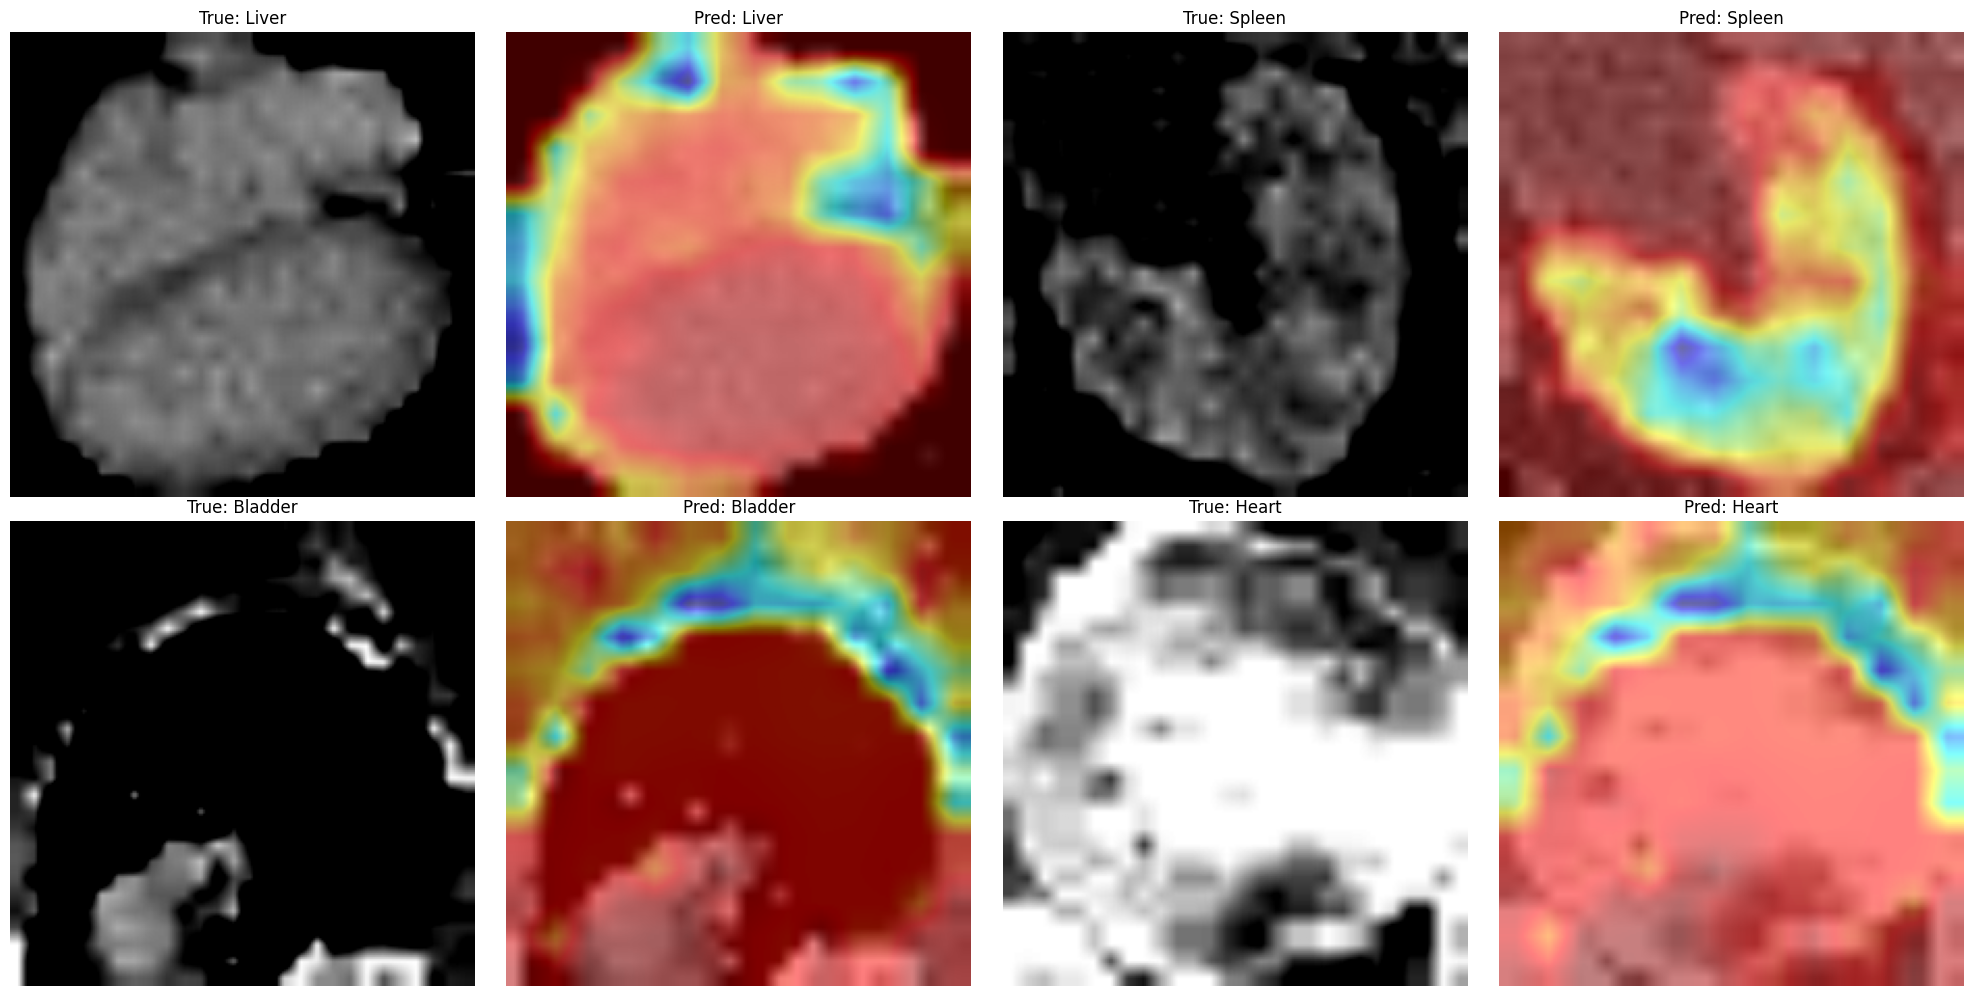 True: Liver
Pred: Liver
True: Spleen
Pred: Spleen
True: Bladder
Pred: Bladder
True: Heart
Pred: Heart